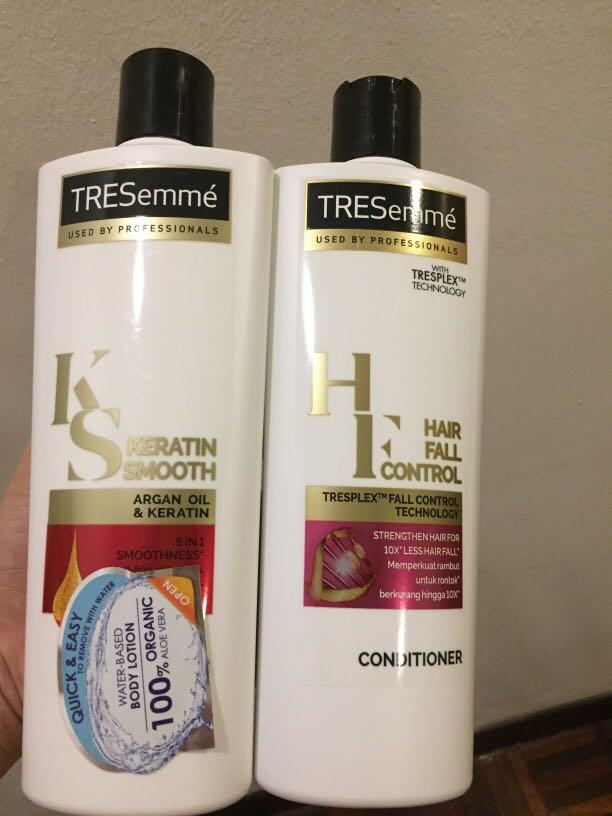 TRESemmé
USED BY PROFESSIONALS
KS
KERATIN
SMOOTH
ARGAN OIL
& KERATIN
5 IN 1
SMOOTHNESS*
OPEN
QUICK & EASY
TO REMOVE WITH WATER
WATER-BASED
BODY LOTION
100% ORGANIC
ALOE VERA
TRESemmé
USED BY PROFESSIONALS
WITH
TRESPLEX™
TECHNOLOGY
HF
HAIR
FALL
CONTROL
TRESPLEX™ FALL CONTROL
TECHNOLOGY
STRENGTHEN HAIR FOR
10X* LESS HAIR FALL*
Memperkuat rambut
untuk rontok*
berkurang hingga 10X*
CONDITIONER